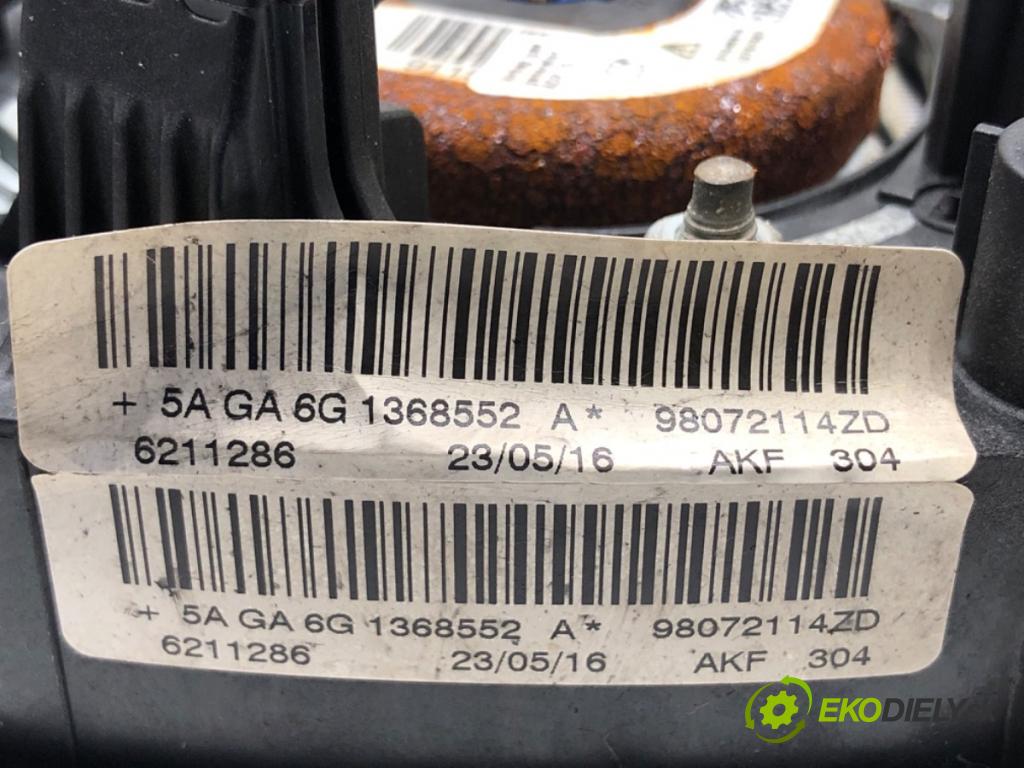 + 5A GA 6G 1368552 A* 98072114ZD
6211286 23/05/16 AKF 304
+ 5A GA 6G 1368552 A* 98072114ZD
6211286 23/05/16 AKF 304
EKODIELY